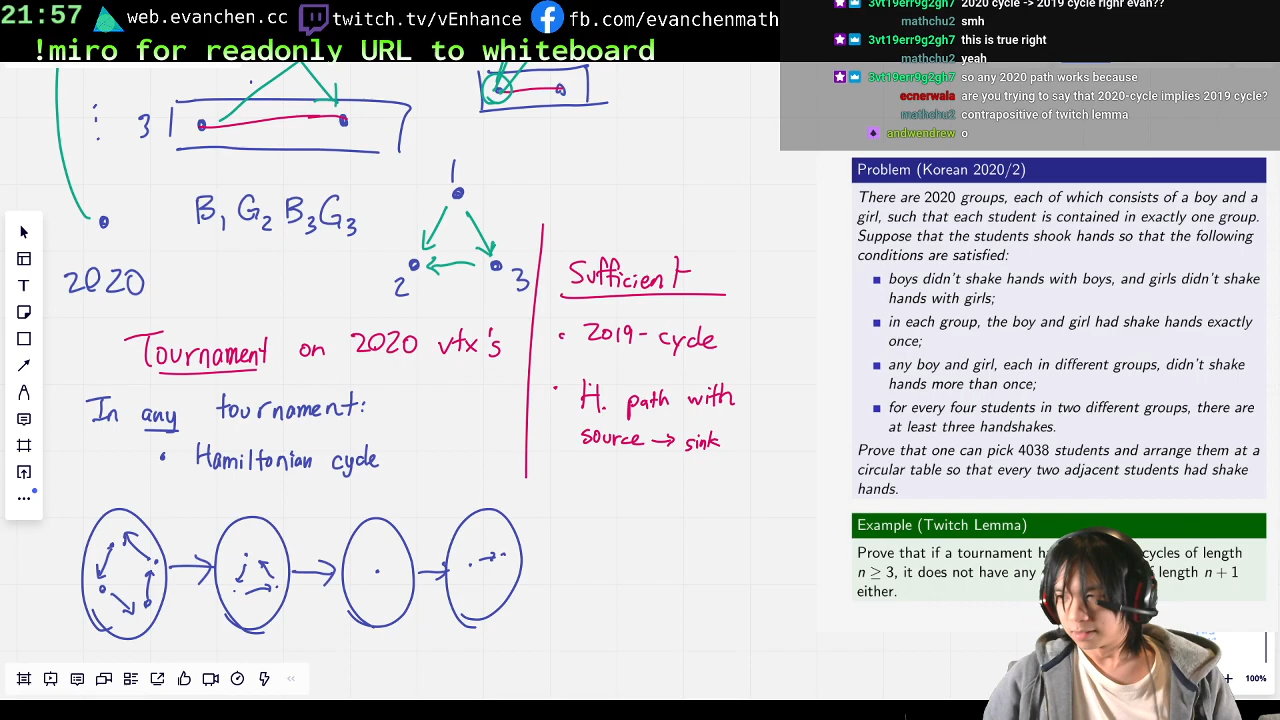 21:57
web.evanchen.cc
twitch.tv/vEnhance
fb.com/evanchenmath
!miro for readonly URL to whiteboard
3vt19err9g2gh7 2020 cycle -> 2019 cycle righr evan??
mathchu2 smh
3vt19err9g2gh7 this is true right
mathchu2 yeah
3vt19err9g2gh7 so any 2020 path works because
ecnerwala are you trying to say that 2020-cycle implies 2019 cycle?
mathchu2 contrapositive of twitch lemma
andwendrew o
3
B1 G2 B3 G3
2020
1
2
3
Tournament on 2020 vtx's
In any tournament:
• Hamiltonian cycle
Sufficient
• 2019-cycle
• H. path with
source → sink
Problem (Korean 2020/2)
There are 2020 groups, each of which consists of a boy and a
girl, such that each student is contained in exactly one group.
Suppose that the students shook hands so that the following
conditions are satisfied:
boys didn't shake hands with boys, and girls didn't shake
hands with girls;
in each group, the boy and girl had shake hands exactly
once;
any boy and girl, each in different groups, didn't shake
hands more than once;
for every four students in two different groups, there are
at least three handshakes.
Prove that one can pick 4038 students and arrange them at a
circular table so that every two adjacent students had shake
hands.
Example (Twitch Lemma)
Prove that if a tournament cycles of length
n ≥ 3, it does not have any length n + 1
either.
100%